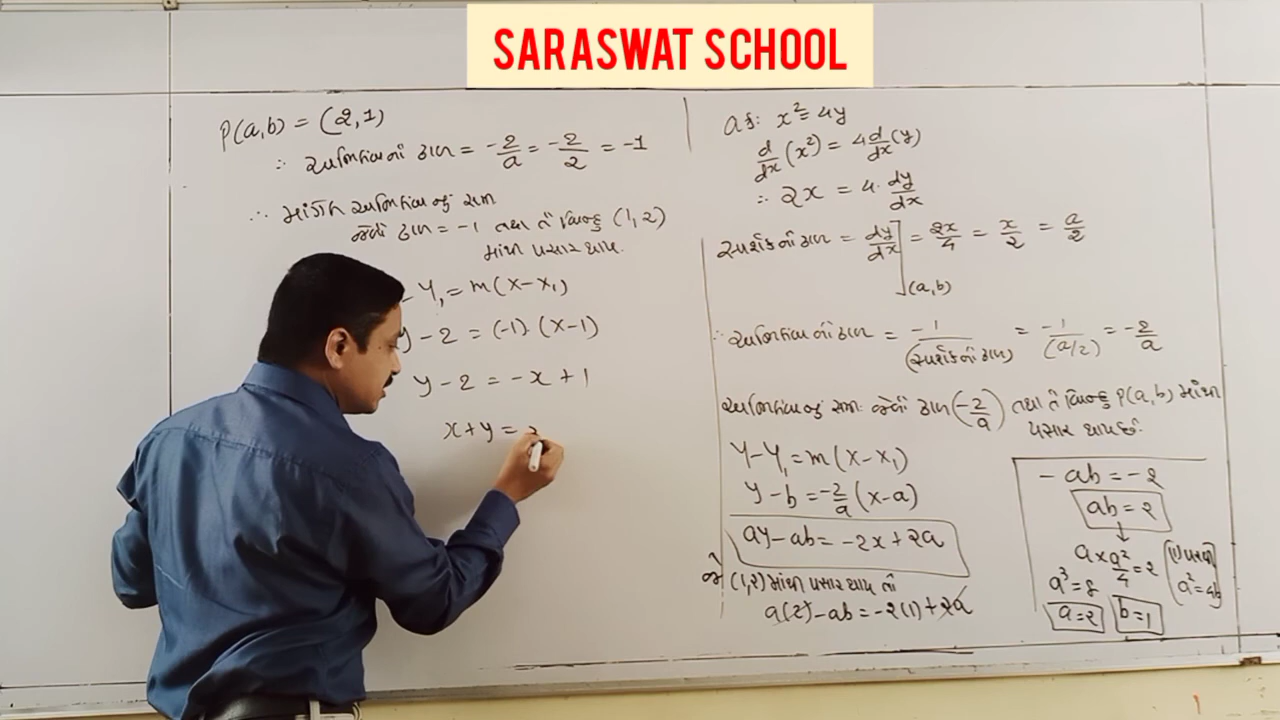 SARASWAT SCHOOL
P(a,b) = (2,1)
∴ અભિલંબનો ઢાળ = -2/a = -2/2 = -1
∴ માંગેલ અભિલંબનું સમી
જેનો ઢાળ = -1 તથા તે બિંદુ (1,2)
માંથી પસાર થાય.
- y₁ = m(x-x₁)
y - 2 = (-1) · (x-1)
y - 2 = -x + 1
x + y =
x² = 4y
d/dx (x²) = 4 d/dx (y)
∴ 2x = 4 · dy/dx
સ્પર્શકનો ઢાળ = dy/dx](a,b) = 2x/4 = x/2 = a/2
∴ અભિલંબનો ઢાળ = -1/(સ્પર્શકનો ઢાળ) = -1/(a/2) = -2/a
અભિલંબનું સમી. જેનો ઢાળ (-2/a) તથા તે બિંદુ P(a,b) માંથી
પસાર થાય છે.
y - y₁ = m(x-x₁)
y - b = -2/a (x-a)
ay - ab = -2x + 2a
જે (1,2) માંથી પસાર થાય તો
a(2) - ab = -2(1) + 2a
- ab = -2
ab = 2
↓
a × a²/4 = 2
a³ = 8
a = 2 b = 1
(1) પરથી
a² = 4b